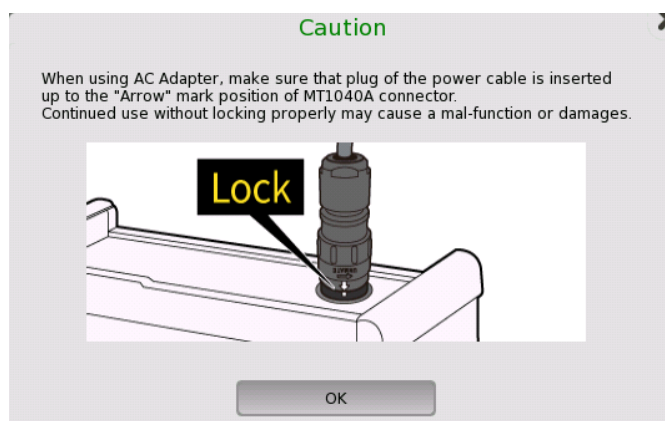 Caution
When using AC Adapter, make sure that plug of the power cable is inserted
up to the "Arrow" mark position of MT1040A connector.
Continued use without locking properly may cause a mal-function or damages.
Lock
OK